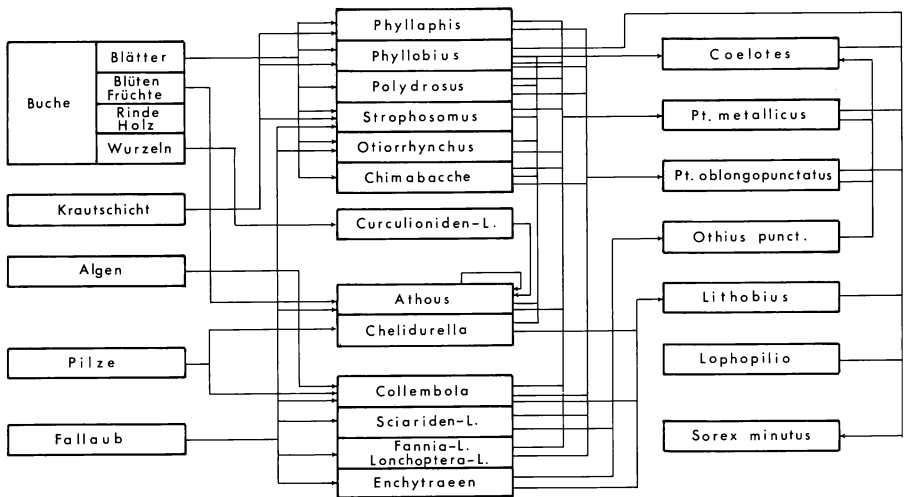 Buche
Blätter
Blüten
Früchte
Rinde
Holz
Wurzeln
Krautschicht
Algen
Pilze
Fallaub
Phyllaphis
Phyllobius
Polydrosus
Strophosomus
Otiorrhynchus
Chimabacche
Curculioniden-L.
Athous
Chelidurella
Collembola
Sciariden-L.
Fannia-L.
Lonchoptera-L.
Enchytraeen
Coelotes
Pt. metallicus
Pt. oblongopunctatus
Othius punct.
Lithobius
Lophopilio
Sorex minutus